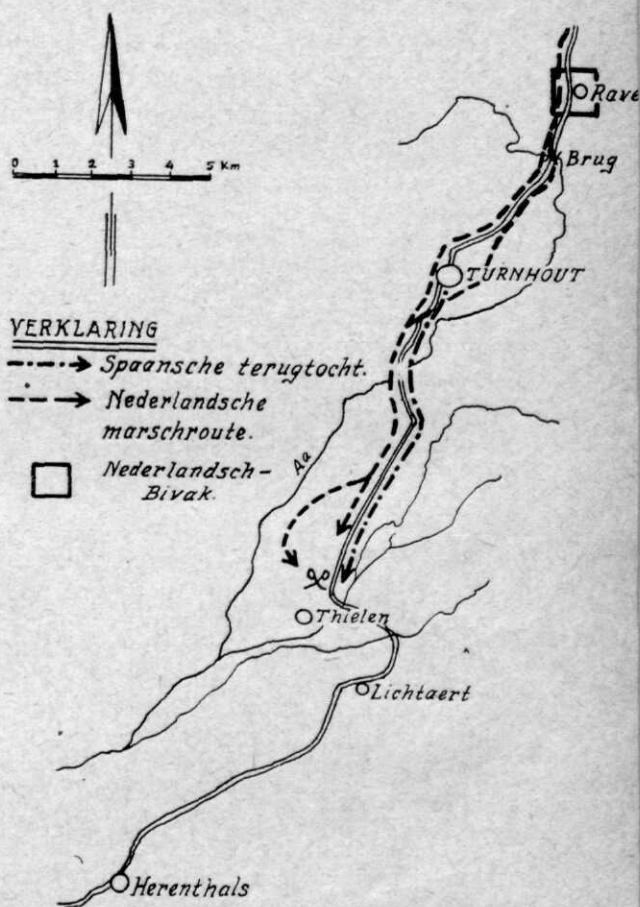 Rave
Brug
0 1 2 3 4 5 Km
TURNHOUT
VERKLARING
Spaansche terugtocht.
Nederlandsche
marschroute.
Nederlandsch-
Bivak.
Aa
Thielen
Lichtaert
Herenthals